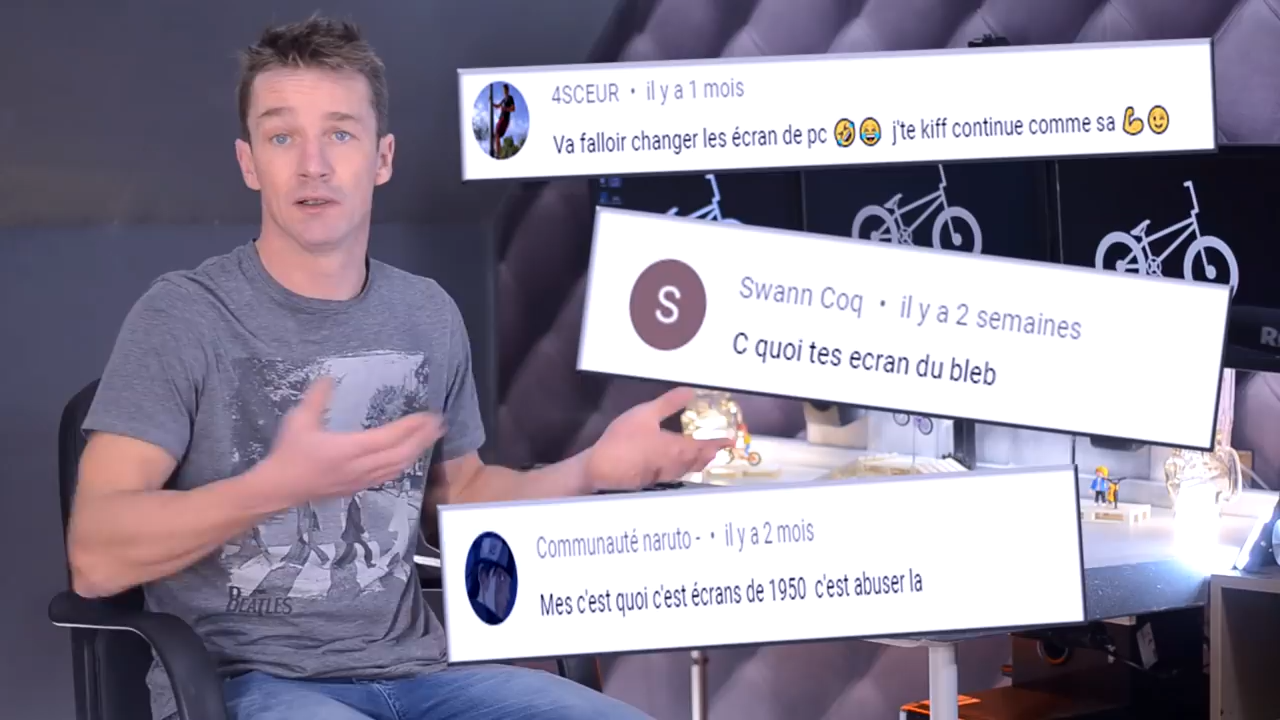 4SCEUR • il y a 1 mois
Va falloir changer les écran de pc 🤣😂 j'te kiff continue comme sa 💪😉
Swann Coq • il y a 2 semaines
S
C quoi tes ecran du bleb
Communauté naruto - • il y a 2 mois
Mes c'est quoi c'est écrans de 1950 c'est abuser la
THE
BEATLES